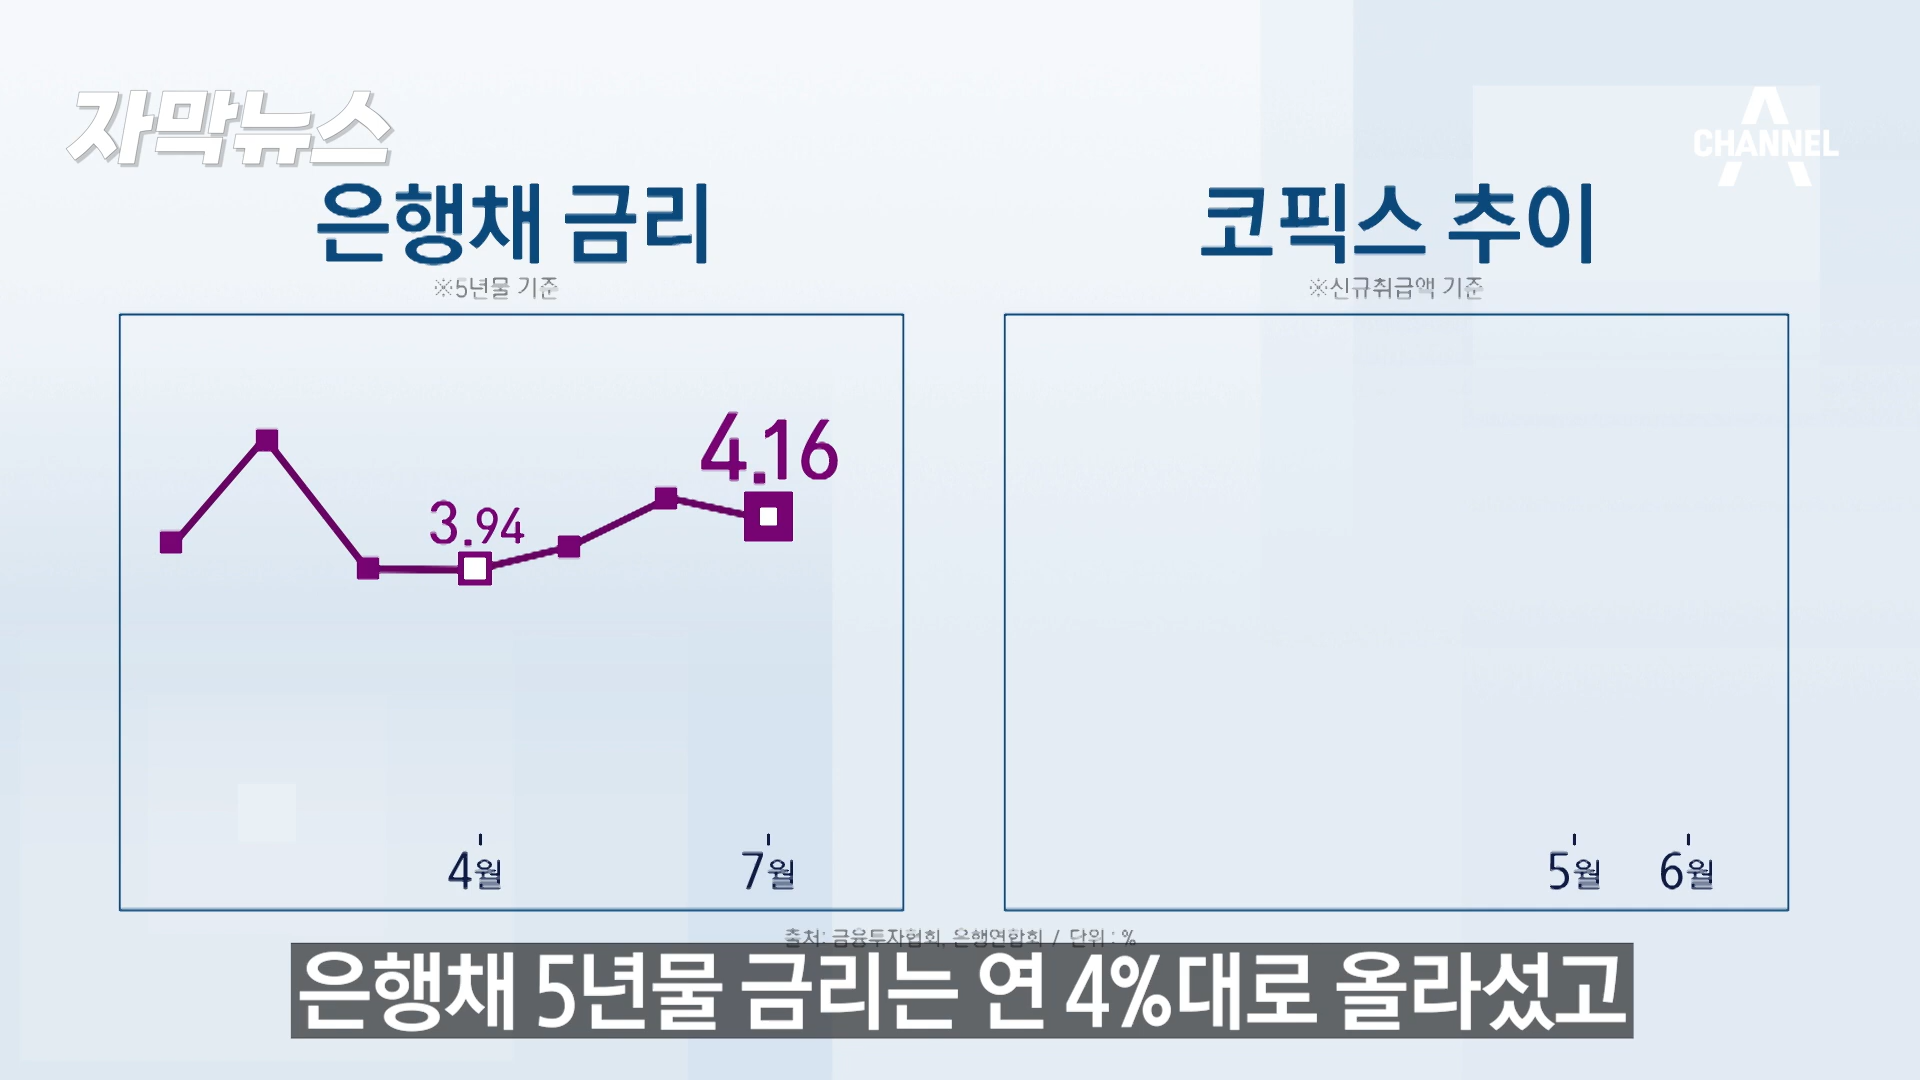 자막뉴스
CHANNEL A
은행채 금리
※5년물 기준
4.16
3.94
4월
7월
코픽스 추이
※신규취급액 기준
5월
6월
출처: 금융투자협회, 은행연합회 / 단위 : %
은행채 5년물 금리는 연 4%대로 올라섰고